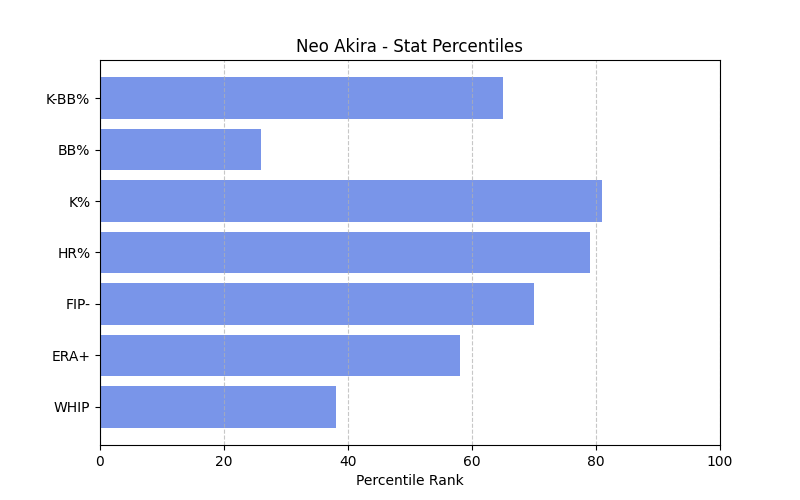 Neo Akira - Stat Percentiles
K-BB%
BB%
K%
HR%
FIP-
ERA+
WHIP
0 20 40 60 80 100
Percentile Rank